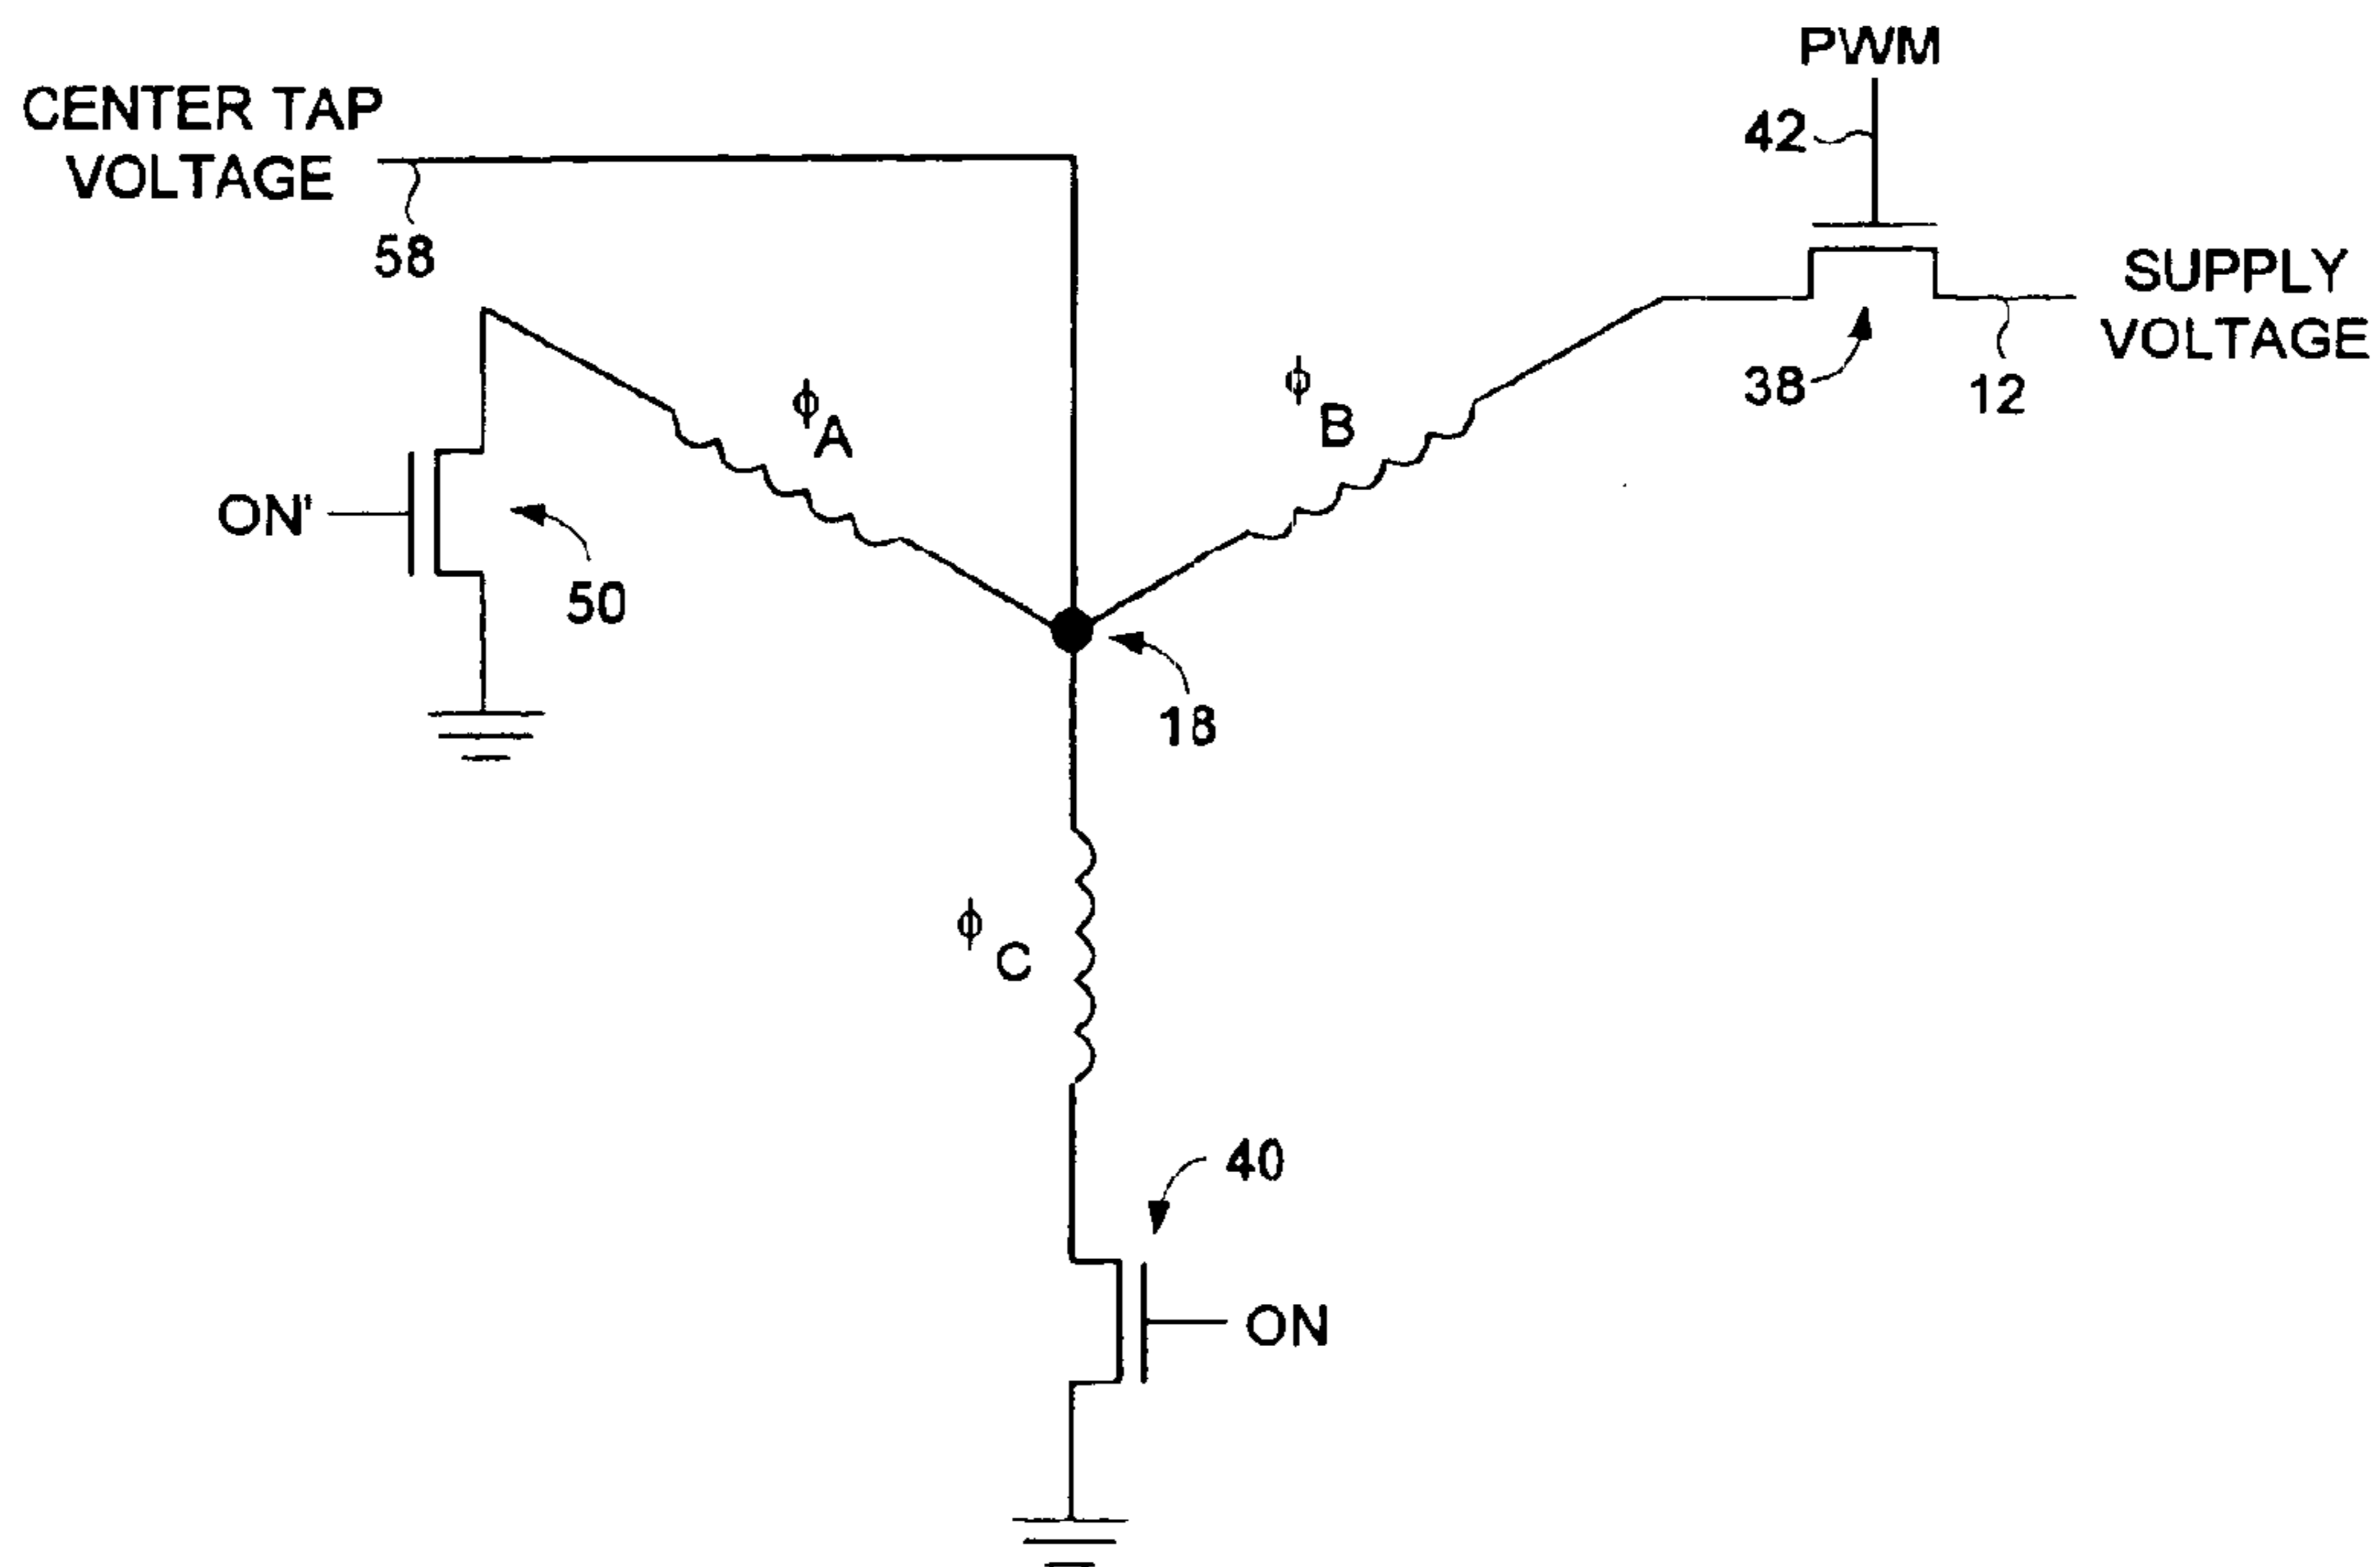 PWM
CENTER TAP
VOLTAGE
42
58
SUPPLY
VOLTAGE
38
12
ϕA
ϕB
ON'
50
18
ϕC
40
ON